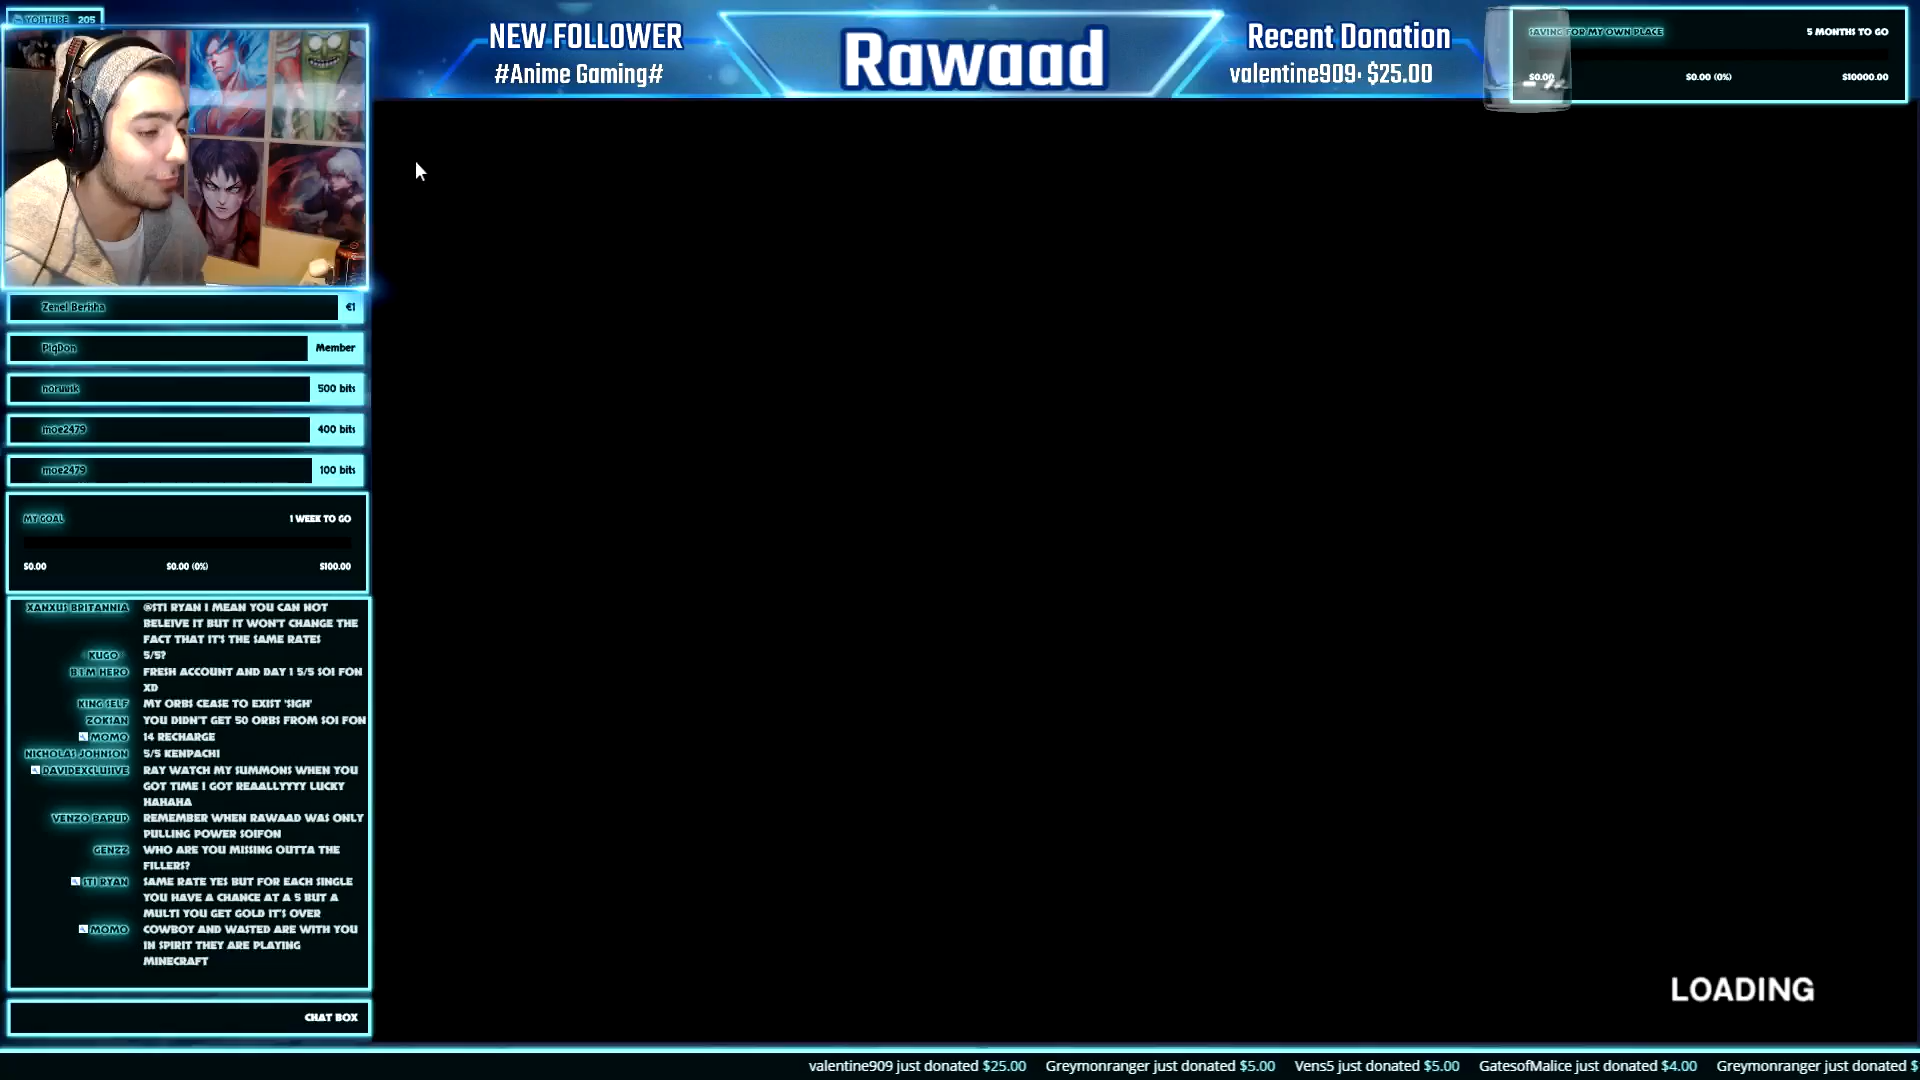 YOUTUBE 205
NEW FOLLOWER
#Anime Gaming#
Rawaad
Recent Donation
valentine909: $25.00
SAVING FOR MY OWN PLACE 5 MONTHS TO GO
$0.00 $0.00 (0%) $10000.00
Zenel Berisha €1
PiqDon Member
noruusk 500 bits
moe2479 400 bits
moe2479 100 bits
MY GOAL 1 WEEK TO GO
$0.00 $0.00 (0%) $100.00
XANXUS BRITANNIA @STI RYAN I MEAN YOU CAN NOT
BELEIVE IT BUT IT WON'T CHANGE THE
FACT THAT IT'S THE SAME RATES
KUGO 5/5?
B1M HERO FRESH ACCOUNT AND DAY 1 5/5 SOI FON
XD
KING SELF MY ORBS CEASE TO EXIST 'SIGH'
ZOKSAN YOU DIDN'T GET 50 ORBS FROM SOI FON
MOMO 14 RECHARGE
NICHOLAS JOHNSON 5/5 KENPACHI
DAVIDEXCLUSIVE RAY WATCH MY SUMMONS WHEN YOU
GOT TIME I GOT REAALLYYYY LUCKY
HAHAHA
VENZO BARUD REMEMBER WHEN RAWAAD WAS ONLY
PULLING POWER SOIFON
GENZZ WHO ARE YOU MISSING OUTTA THE
FILLERS?
STI RYAN SAME RATE YES BUT FOR EACH SINGLE
YOU HAVE A CHANCE AT A 5 BUT A
MULTI YOU GET GOLD IT'S OVER
MOMO COWBOY AND WASTED ARE WITH YOU
IN SPIRIT THEY ARE PLAYING
MINECRAFT
CHAT BOX
LOADING
valentine909 just donated $25.00 Greymonranger just donated $5.00 Vens5 just donated $5.00 GatesofMalice just donated $4.00 Greymonranger just donated $